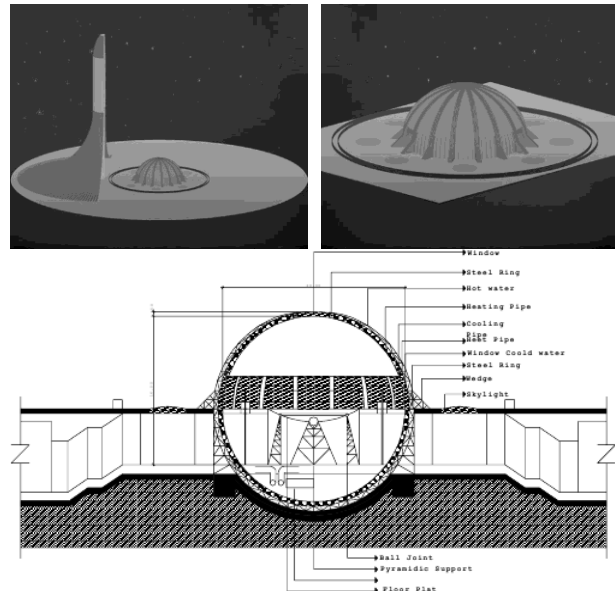 Window
Steel Ring
Hot water
Heating Pipe
Cooling
Pipe
Heet Pipe
Window Coold water
Steel Ring
Wedge
Skylight
Ball Joint
Pyramidic Support
Floor Plat